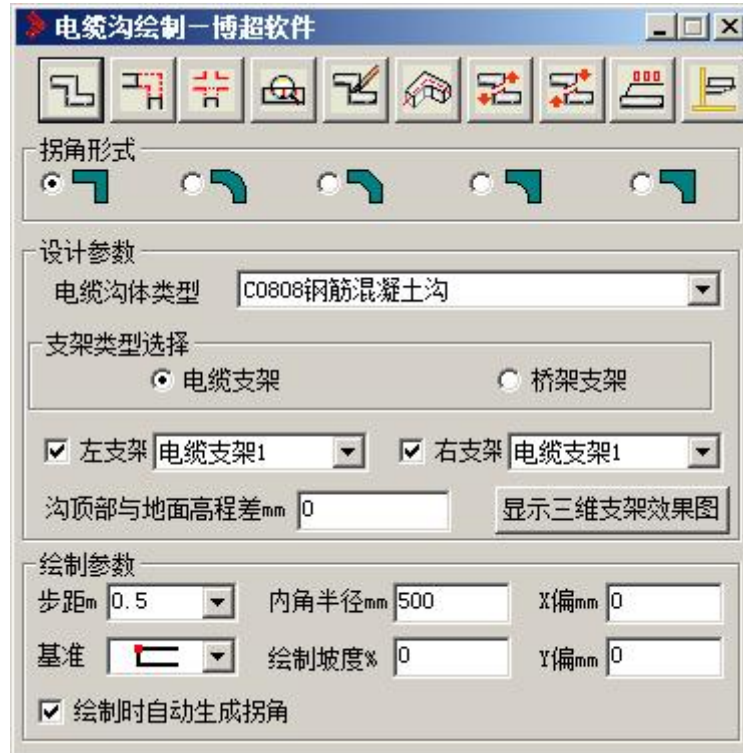 电缆沟绘制－博超软件
拐角形式
设计参数
电缆沟体类型 C0808钢筋混凝土沟
支架类型选择
电缆支架 桥架支架
左支架 电缆支架1 右支架 电缆支架1
沟顶部与地面高程差mm 0 显示三维支架效果图
绘制参数
步距m 0.5 内角半径mm 500 X偏mm 0
基准 绘制坡度% 0 Y偏mm 0
绘制时自动生成拐角